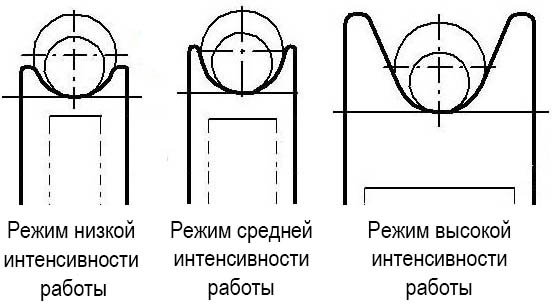 Режим низкой
интенсивности
работы
Режим средней
интенсивности
работы
Режим высокой
интенсивности
работы